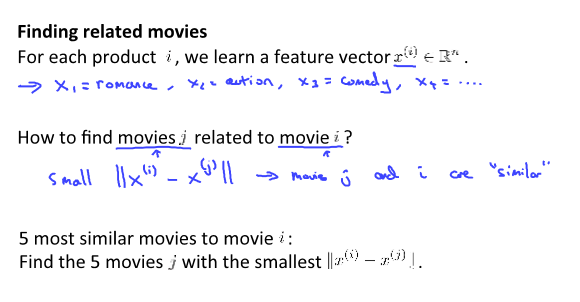 Finding related movies
For each product i, we learn a feature vector x⁽ⁱ⁾ ∈ ℝⁿ.
→ x₁ = romance, x₂ = action, x₃ = comedy, x₄ = ....
How to find movies j related to movie i?
small ‖x⁽ⁱ⁾ - x⁽ʲ⁾‖ → movie j and i are "similar"
5 most similar movies to movie i:
Find the 5 movies j with the smallest ‖x⁽ⁱ⁾ − x⁽ʲ⁾‖.